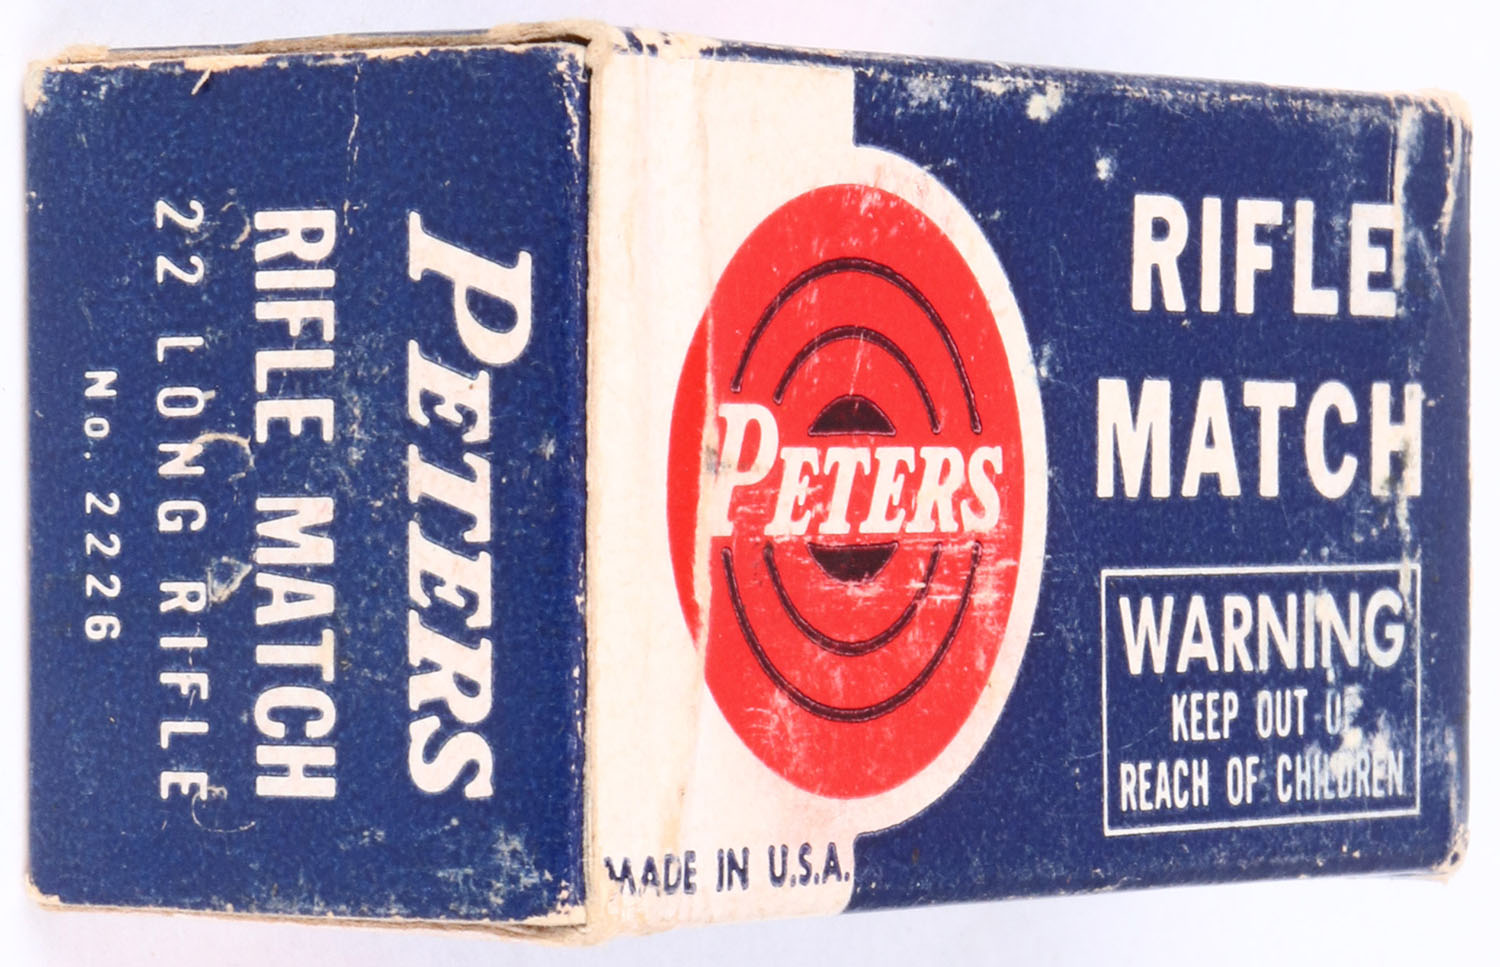 PETERS
RIFLE MATCH
22 LONG RIFLE
No. 2226
PETERS
MADE IN U.S.A.
RIFLE
MATCH
WARNING
KEEP OUT OF
REACH OF CHILDREN